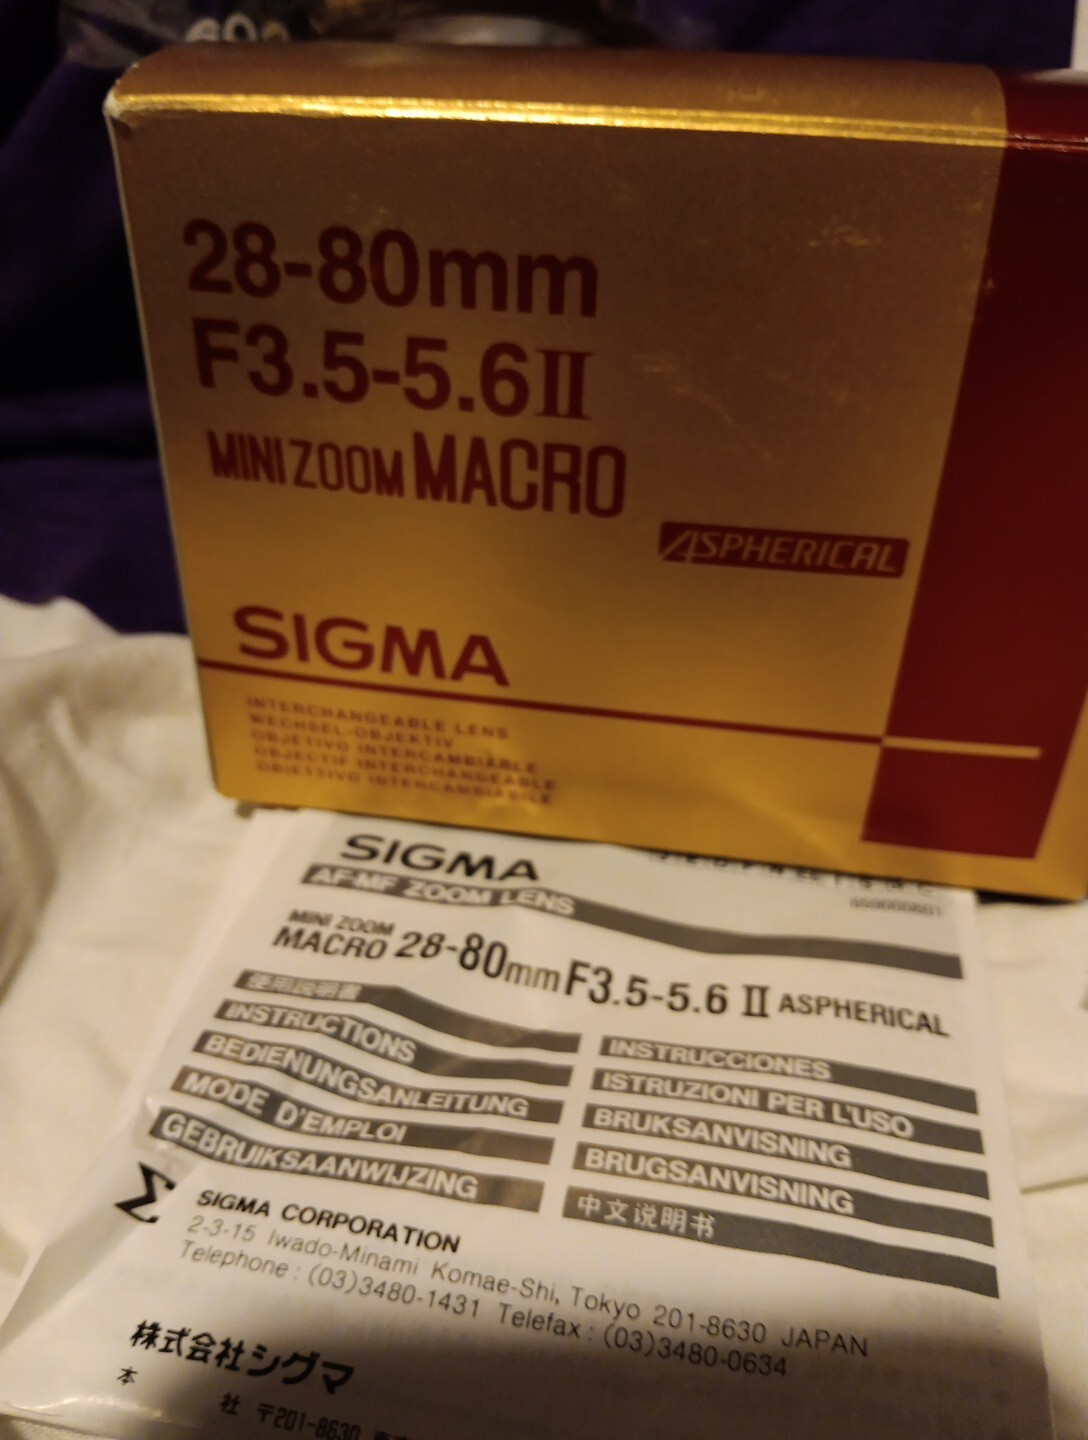 28-80mm
F3.5-5.6 II
MINI ZOOM MACRO
ASPHERICAL
SIGMA
INTERCHANGEABLE LENS
WECHSEL-OBJEKTIV
OBJETIVO INTERCAMBIABLE
OBJECTIF INTERCHANGEABLE
OBIETTIVO INTERCAMBIABILE
SIGMA
AF-MF ZOOM LENS
MINI ZOOM
MACRO 28-80mm F3.5-5.6 II ASPHERICAL
使用説明書
INSTRUCTIONS
BEDIENUNGSANLEITUNG
MODE D'EMPLOI
GEBRUIKSAANWIJZING
INSTRUCCIONES
ISTRUZIONI PER L'USO
BRUKSANVISNING
BRUGSANVISNING
中文说明书
Σ SIGMA CORPORATION
2-3-15 Iwado-Minami Komae-Shi, Tokyo 201-8630 JAPAN
Telephone : (03)3480-1431 Telefax : (03)3480-0634
株式会社シグマ
本 社 〒201-8630